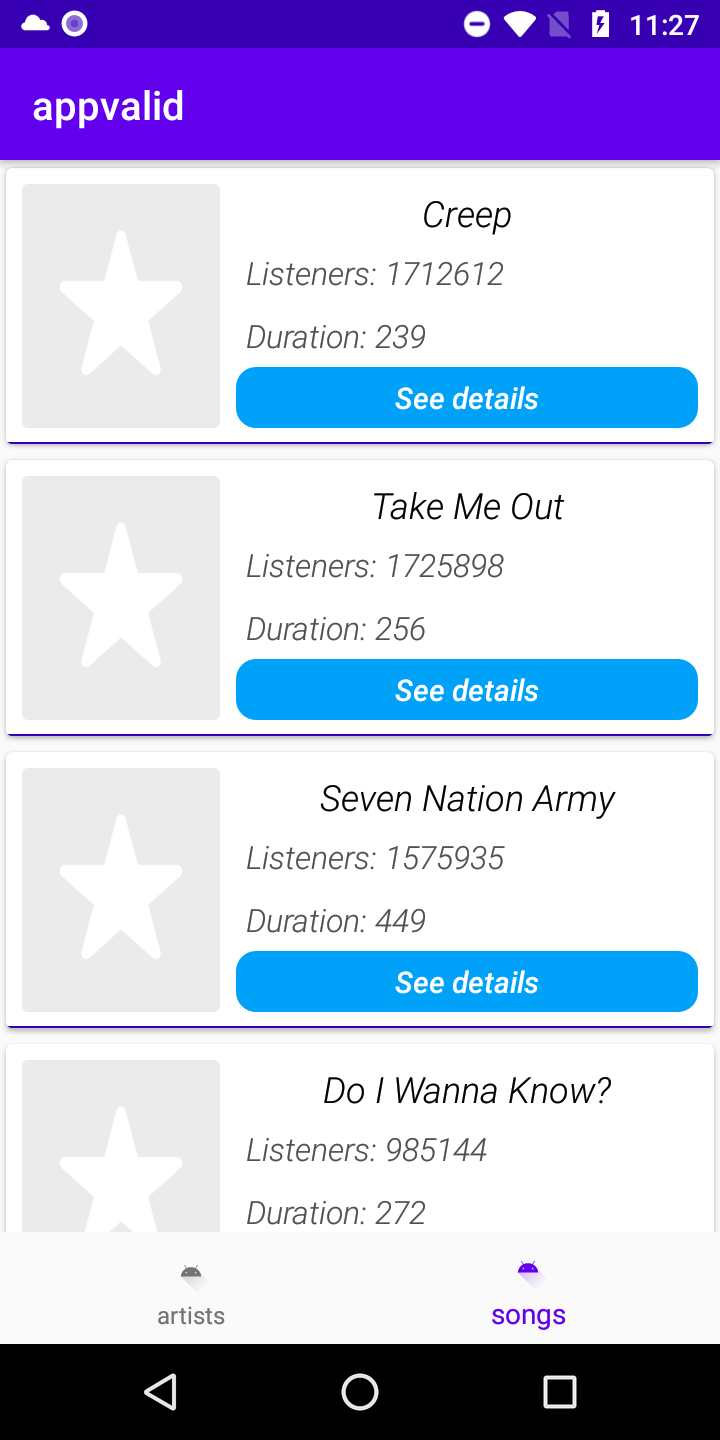 11:27
appvalid
Creep
Listeners: 1712612
Duration: 239
See details
Take Me Out
Listeners: 1725898
Duration: 256
See details
Seven Nation Army
Listeners: 1575935
Duration: 449
See details
Do I Wanna Know?
Listeners: 985144
Duration: 272
artists
songs